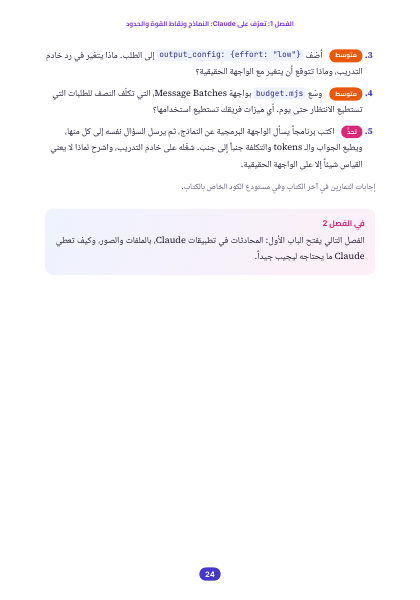 الفصل 1: تعرّف على Claude: النماذج ونقاط القوة والحدود
3. متوسط أضف output_config: {effort: "low"} إلى الطلب. ماذا يتغير في رد خادم
التدريب، وماذا تتوقع أن يتغير مع الواجهة الحقيقية؟
4. متوسط وسّع budget.mjs بواجهة Message Batches، التي تكلّف النصف للطلبات التي
تستطيع الانتظار حتى يوم. أي ميزات فريقك تستطيع استخدامها؟
5. تحدٍّ اكتب برنامجاً يسأل الواجهة البرمجية عن النماذج، ثم يرسل السؤال نفسه إلى كل منها،
ويطبع الجواب والـ tokens والتكلفة جنباً إلى جنب. شغّله على خادم التدريب، واشرح لماذا لا يعني
القياس شيئاً إلا على الواجهة الحقيقية.
إجابات التمارين في آخر الكتاب وفي مستودع الكود الخاص بالكتاب.
في الفصل 2
الفصل التالي يفتح الباب الأول: المحادثات في تطبيقات Claude، بالملفات والصور، وكيف تعطي
Claude ما يحتاجه ليجيب جيداً.
24